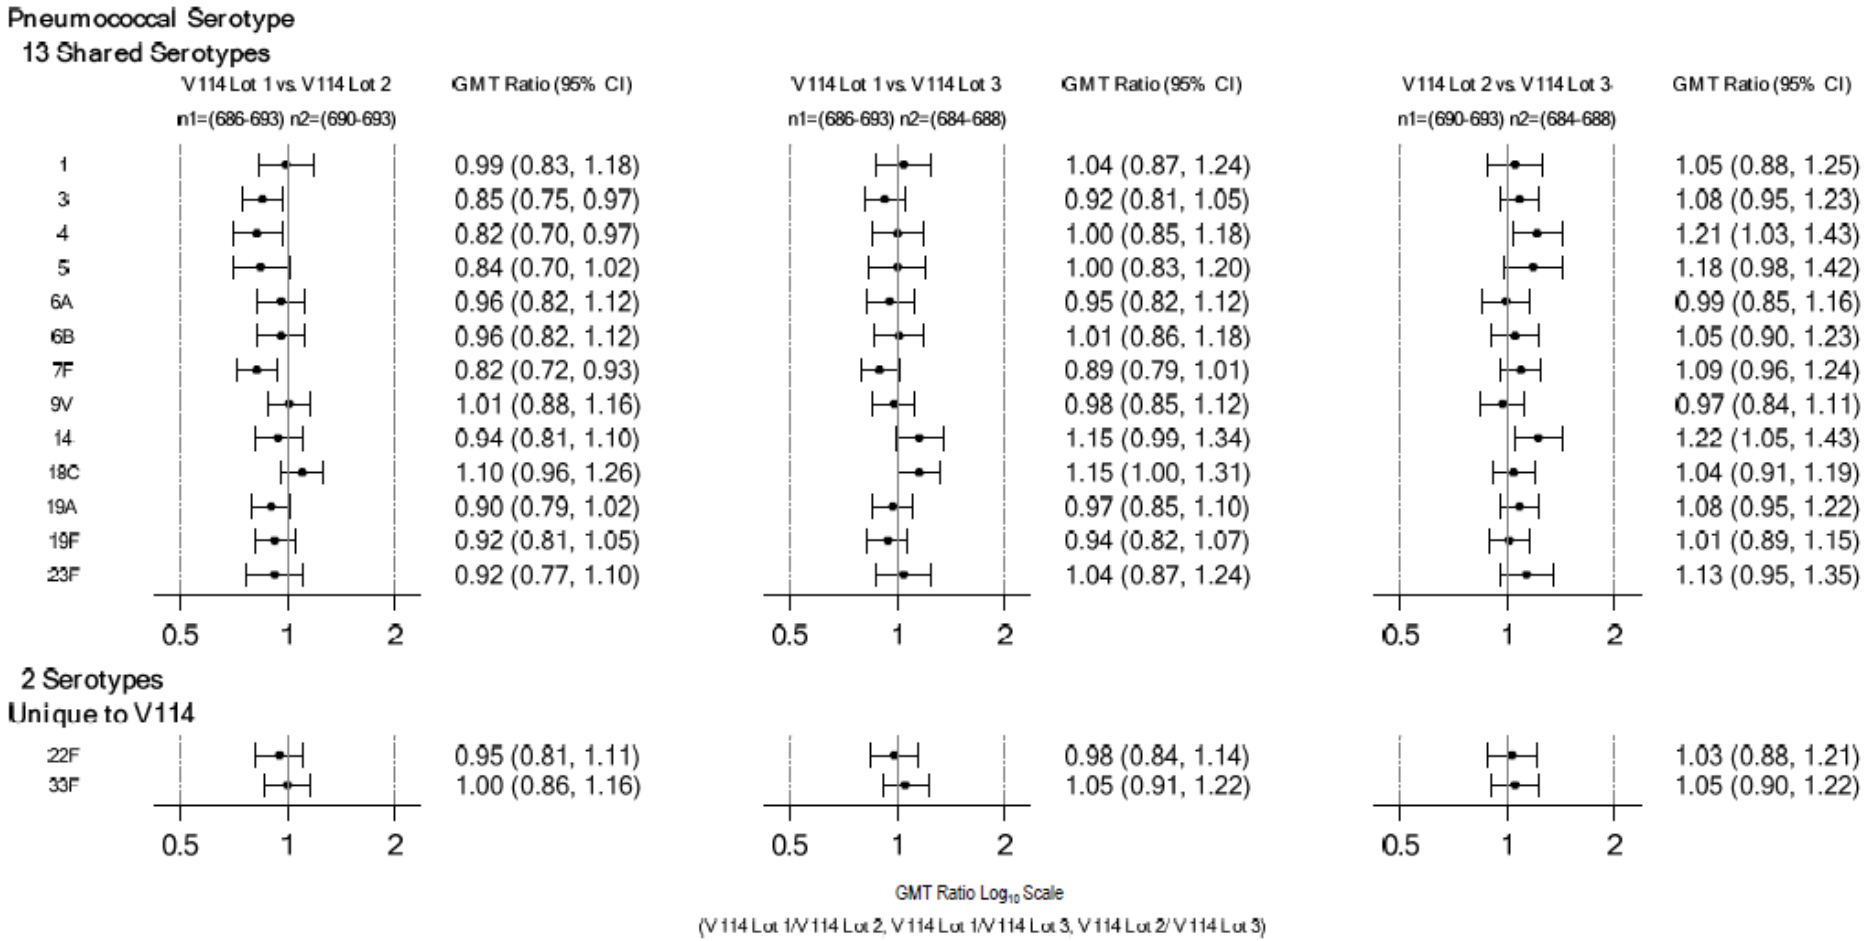 Pneumococcal Serotype
13 Shared Serotypes
V114 Lot 1 vs. V114 Lot 2 GMT Ratio (95% CI) V114 Lot 1 vs. V114 Lot 3 GMT Ratio (95% CI) V114 Lot 2 vs. V114 Lot 3 GMT Ratio (95% CI)
n1=(686-693) n2=(690-693) n1=(686-693) n2=(684-688) n1=(690-693) n2=(684-688)
1 0.99 (0.83, 1.18) 1.04 (0.87, 1.24) 1.05 (0.88, 1.25)
3 0.85 (0.75, 0.97) 0.92 (0.81, 1.05) 1.08 (0.95, 1.23)
4 0.82 (0.70, 0.97) 1.00 (0.85, 1.18) 1.21 (1.03, 1.43)
5 0.84 (0.70, 1.02) 1.00 (0.83, 1.20) 1.18 (0.98, 1.42)
6A 0.96 (0.82, 1.12) 0.95 (0.82, 1.12) 0.99 (0.85, 1.16)
6B 0.96 (0.82, 1.12) 1.01 (0.86, 1.18) 1.05 (0.90, 1.23)
7F 0.82 (0.72, 0.93) 0.89 (0.79, 1.01) 1.09 (0.96, 1.24)
9V 1.01 (0.88, 1.16) 0.98 (0.85, 1.12) 0.97 (0.84, 1.11)
14 0.94 (0.81, 1.10) 1.15 (0.99, 1.34) 1.22 (1.05, 1.43)
18C 1.10 (0.96, 1.26) 1.15 (1.00, 1.31) 1.04 (0.91, 1.19)
19A 0.90 (0.79, 1.02) 0.97 (0.85, 1.10) 1.08 (0.95, 1.22)
19F 0.92 (0.81, 1.05) 0.94 (0.82, 1.07) 1.01 (0.89, 1.15)
23F 0.92 (0.77, 1.10) 1.04 (0.87, 1.24) 1.13 (0.95, 1.35)
0.5 1 2 0.5 1 2 0.5 1 2
2 Serotypes
Unique to V114
22F 0.95 (0.81, 1.11) 0.98 (0.84, 1.14) 1.03 (0.88, 1.21)
33F 1.00 (0.86, 1.16) 1.05 (0.91, 1.22) 1.05 (0.90, 1.22)
0.5 1 2 0.5 1 2 0.5 1 2
GMT Ratio Log₁₀ Scale
(V114 Lot 1/V114 Lot 2, V114 Lot 1/V114 Lot 3, V114 Lot 2/ V114 Lot 3)